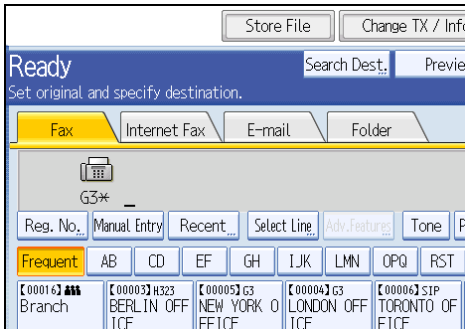 Store File Change TX / Info
Ready Search Dest. Previe
Set original and specify destination.
Fax Internet Fax E-mail Folder
G3* _
Reg. No. Manual Entry Recent Select Line Adv.Features Tone P
Frequent AB CD EF GH IJK LMN OPQ RST
【00016】 【00003】H323 【00005】G3 【00004】G3 【00006】SIP
Branch BERLIN OFF NEW YORK O LONDON OFF TORONTO OF
ICE FFICE ICE FICE